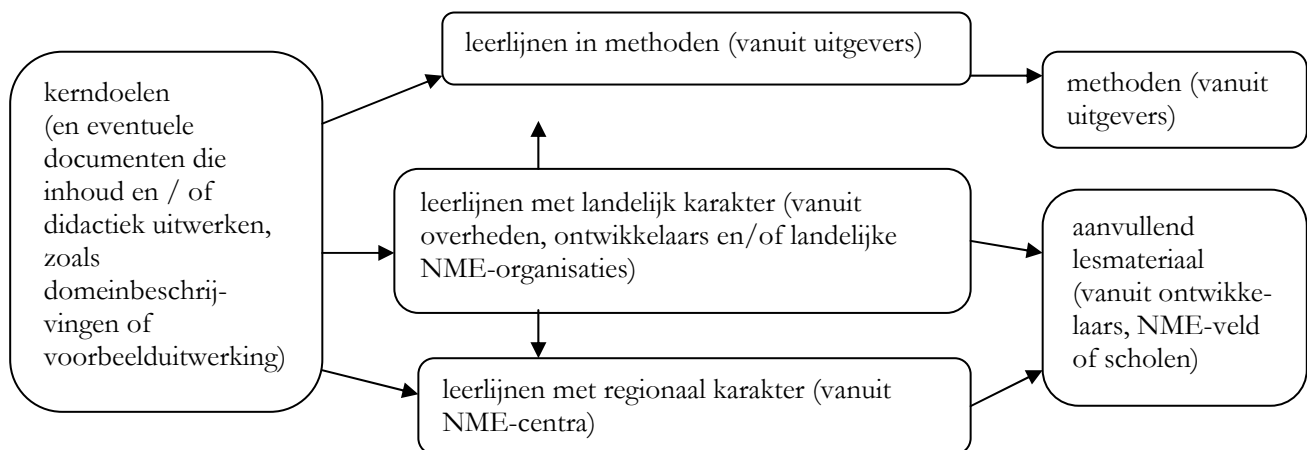 kerndoelen
(en eventuele
documenten die
inhoud en / of
didactiek uitwerken,
zoals
domeinbeschrij-
vingen of
voorbeelduitwerking)
leerlijnen in methoden (vanuit uitgevers)
leerlijnen met landelijk karakter (vanuit
overheden, ontwikkelaars en/of landelijke
NME-organisaties)
leerlijnen met regionaal karakter (vanuit
NME-centra)
methoden (vanuit
uitgevers)
aanvullend
lesmateriaal
(vanuit ontwikke-
laars, NME-veld
of scholen)